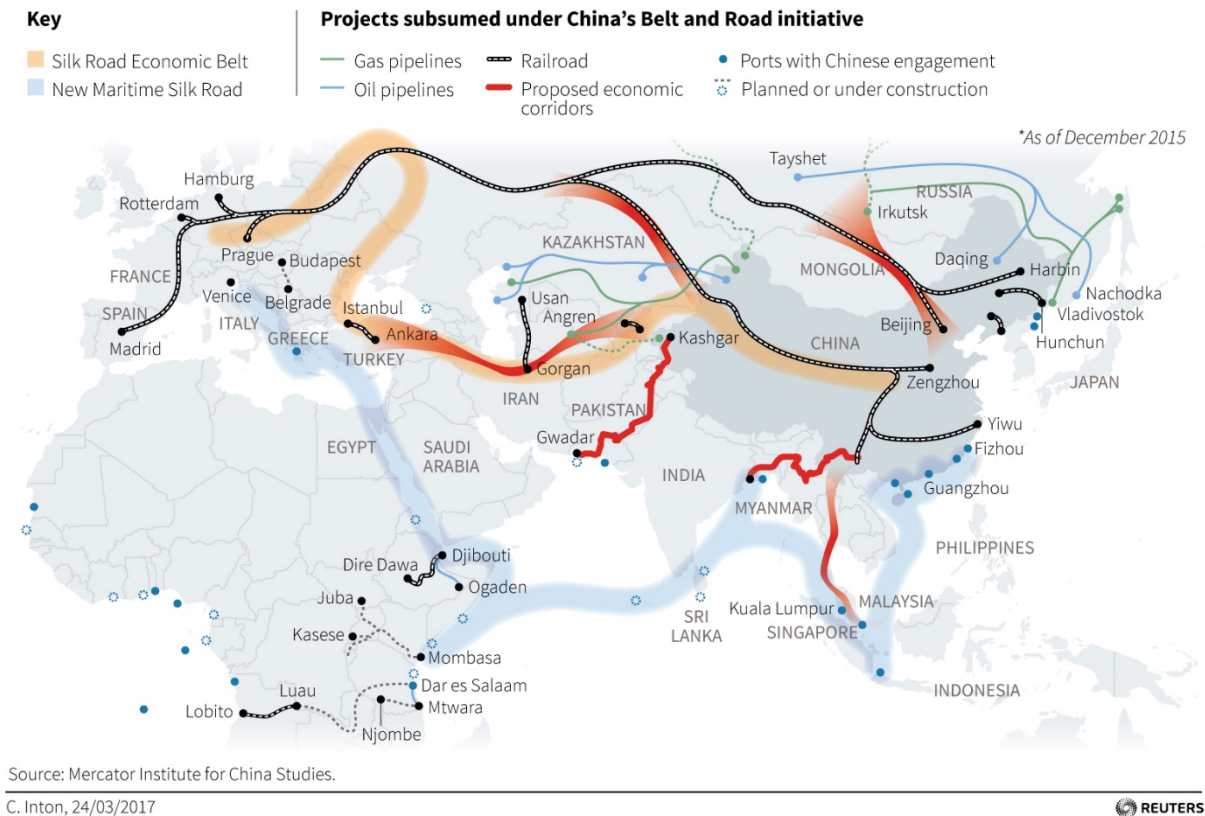 Key
Silk Road Economic Belt
New Maritime Silk Road
Projects subsumed under China's Belt and Road initiative
Gas pipelines
Oil pipelines
Railroad
Proposed economic
corridors
Ports with Chinese engagement
Planned or under construction
*As of December 2015
Tayshet
Hamburg
RUSSIA
Rotterdam
Irkutsk
KAZAKHSTAN
Prague
Budapest
Daqing
Harbin
FRANCE
MONGOLIA
Venice
Belgrade
Usan
Nachodka
SPAIN
ITALY
Istanbul
Angren
Vladivostok
Madrid
GREECE
Ankara
Kashgar
Beijing
Hunchun
TURKEY
CHINA
Gorgan
Zengzhou
JAPAN
IRAN
PAKISTAN
Yiwu
EGYPT
SAUDI
ARABIA
Gwadar
Fizhou
INDIA
Guangzhou
MYANMAR
PHILIPPINES
Dire Dawa
Djibouti
Ogaden
Juba
Kuala Lumpur
MALAYSIA
SRI
LANKA
SINGAPORE
Kasese
Mombasa
Dar es Salaam
INDONESIA
Luau
Lobito
Mtwara
Njombe
Source: Mercator Institute for China Studies.
C. Inton, 24/03/2017
REUTERS